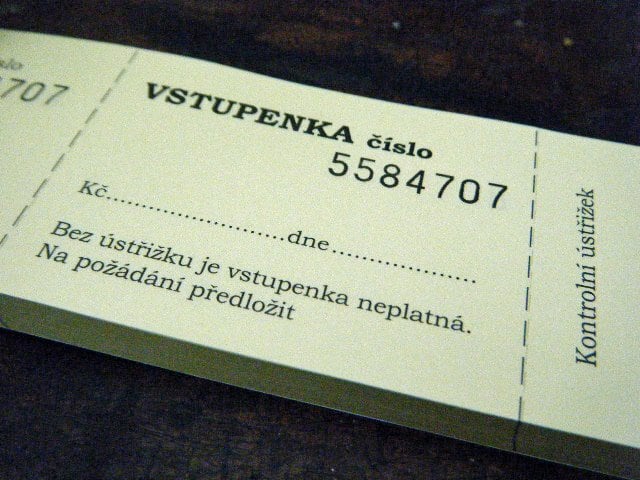 VSTUPENKA číslo
5584707
Kč..............................dne.........................
Bez ústřižku je vstupenka neplatná.
Na požádání předložit
Kontrolní ústřižek
707